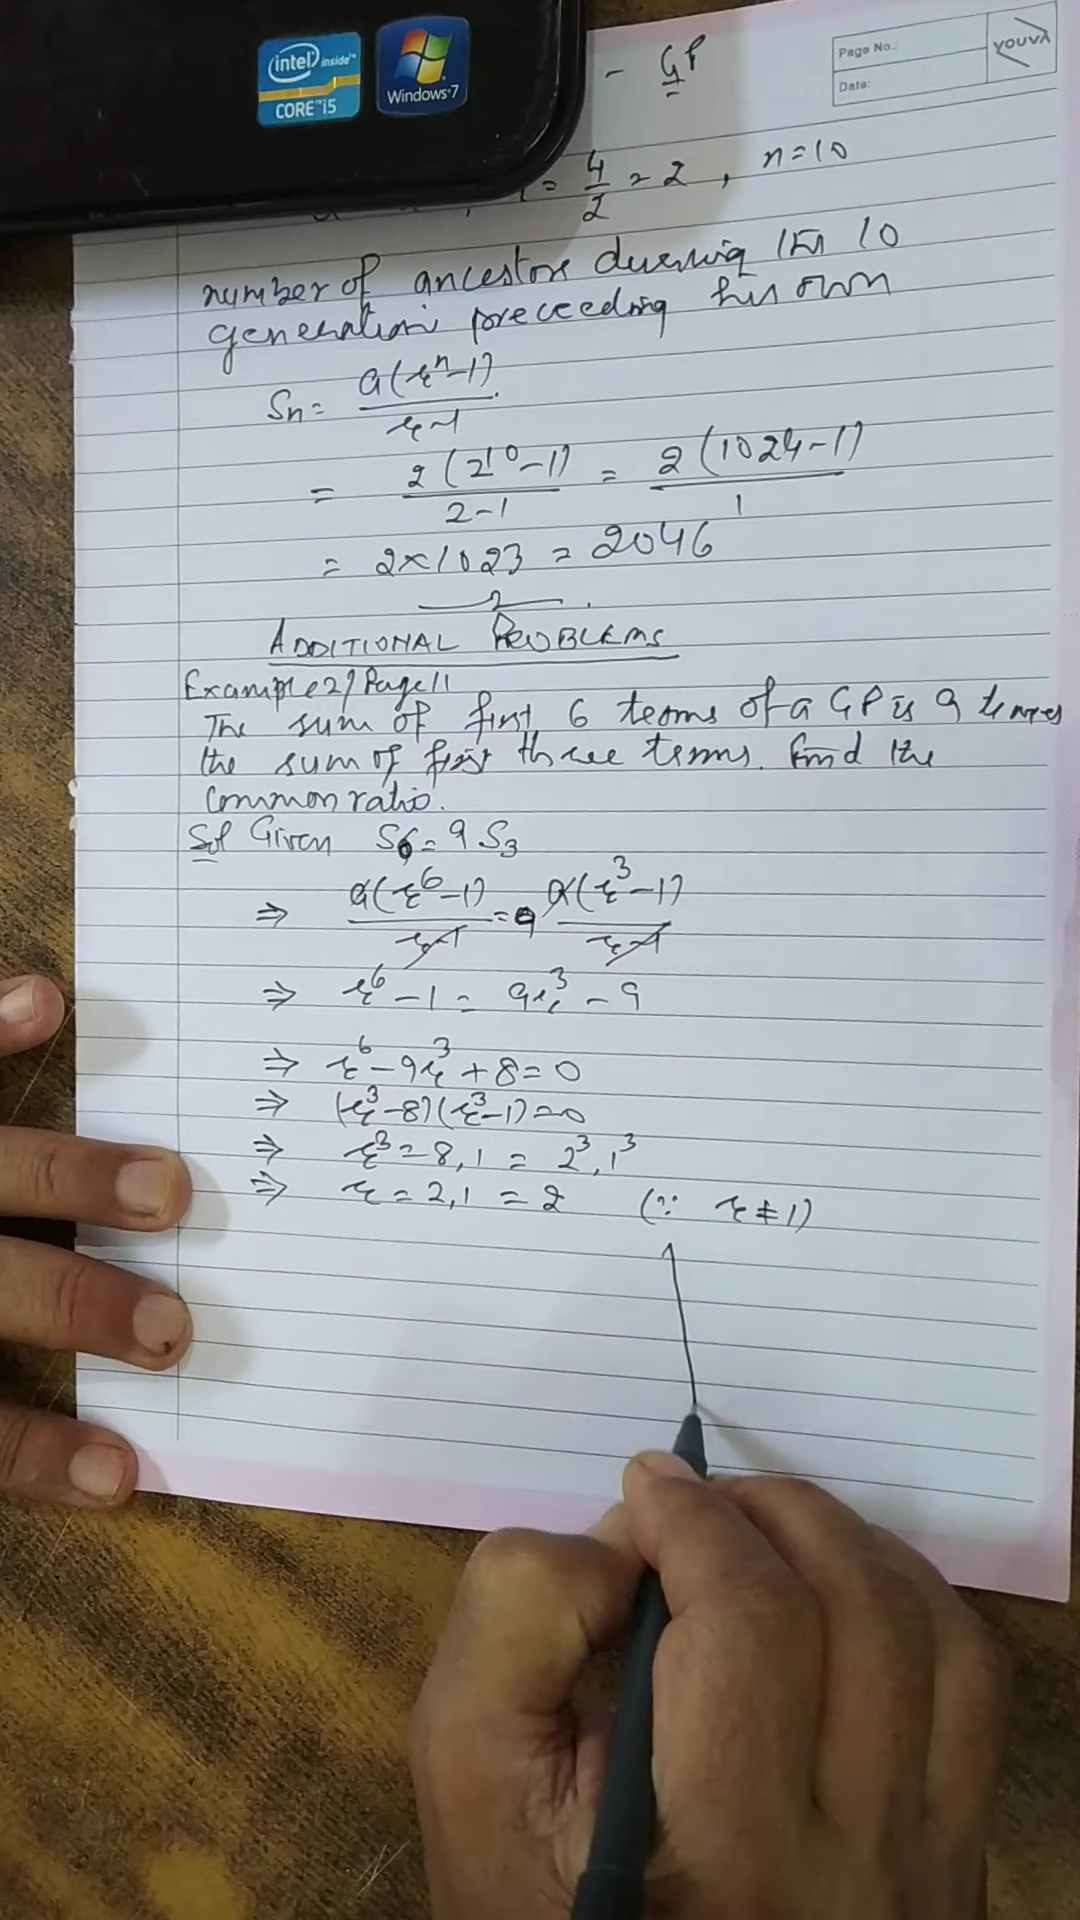 intel inside™
CORE™ i5
Windows 7
- GP
Page No.:
Date:
YOUVA
= 4/2 = 2 , n = 10
number of ancestors during his 10
generation preceeding his own
Sn = a(r^n-1)/r-1
= 2(2^10-1)/2-1 = 2(1024-1)/1
= 2×1023 = 2046
ADDITIONAL PROBLEMS
Example 2/Page 11
The sum of first 6 terms of a GP is 9 times
the sum of first three terms. Find the
common ratio.
Sol Given S6 = 9 S3
⇒ a(r^6-1)/r-1 = 9 a(r^3-1)/r-1
⇒ r^6 - 1 = 9r^3 - 9
⇒ r^6 - 9r^3 + 8 = 0
⇒ (r^3-8)(r^3-1) = 0
⇒ r^3 = 8, 1 = 2^3, 1^3
⇒ r = 2, 1 = 2 (∵ r ≠ 1)